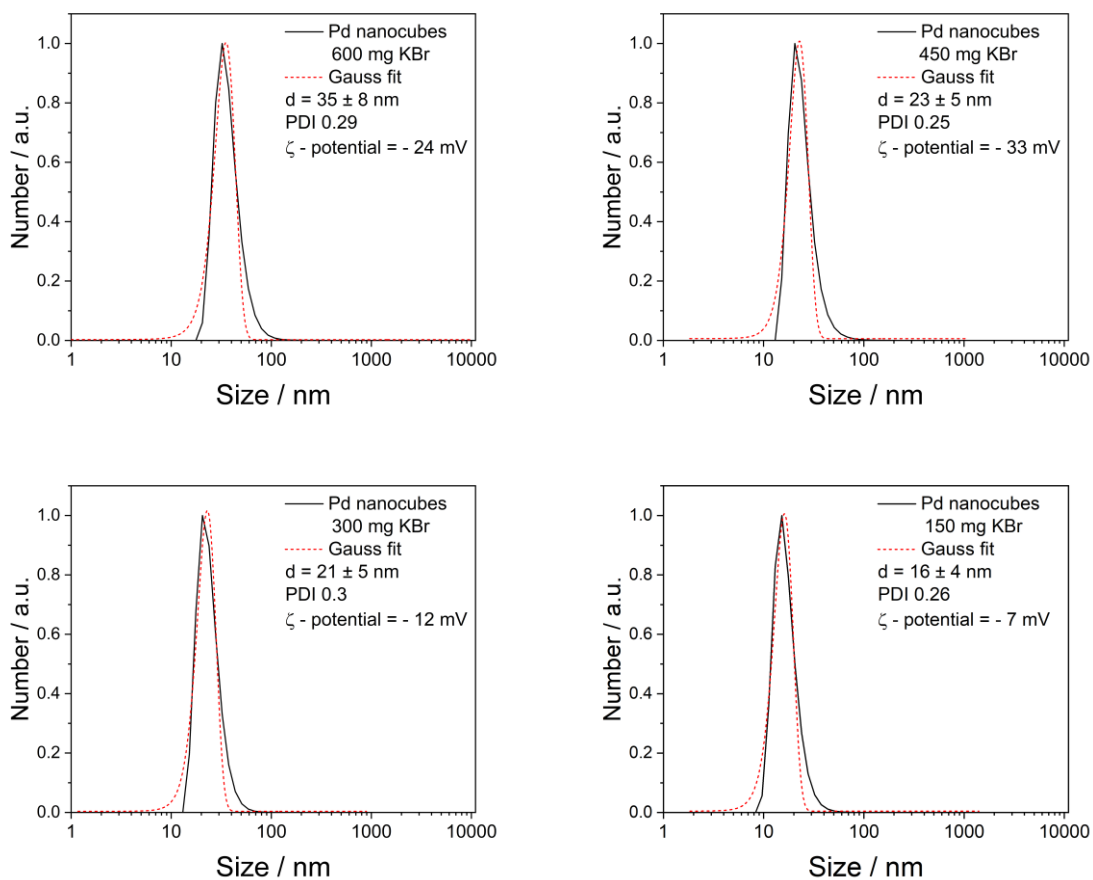 Pd nanocubes
600 mg KBr
Gauss fit
d = 35 ± 8 nm
PDI 0.29
ζ - potential = - 24 mV
Number / a.u.
1.0
0.8
0.6
0.4
0.2
0.0
1 10 100 1000 10000
Size / nm
Pd nanocubes
450 mg KBr
Gauss fit
d = 23 ± 5 nm
PDI 0.25
ζ - potential = - 33 mV
Number / a.u.
1.0
0.8
0.6
0.4
0.2
0.0
1 10 100 1000 10000
Size / nm
Pd nanocubes
300 mg KBr
Gauss fit
d = 21 ± 5 nm
PDI 0.3
ζ - potential = - 12 mV
Number / a.u.
1.0
0.8
0.6
0.4
0.2
0.0
1 10 100 1000 10000
Size / nm
Pd nanocubes
150 mg KBr
Gauss fit
d = 16 ± 4 nm
PDI 0.26
ζ - potential = - 7 mV
Number / a.u.
1.0
0.8
0.6
0.4
0.2
0.0
1 10 100 1000 10000
Size / nm